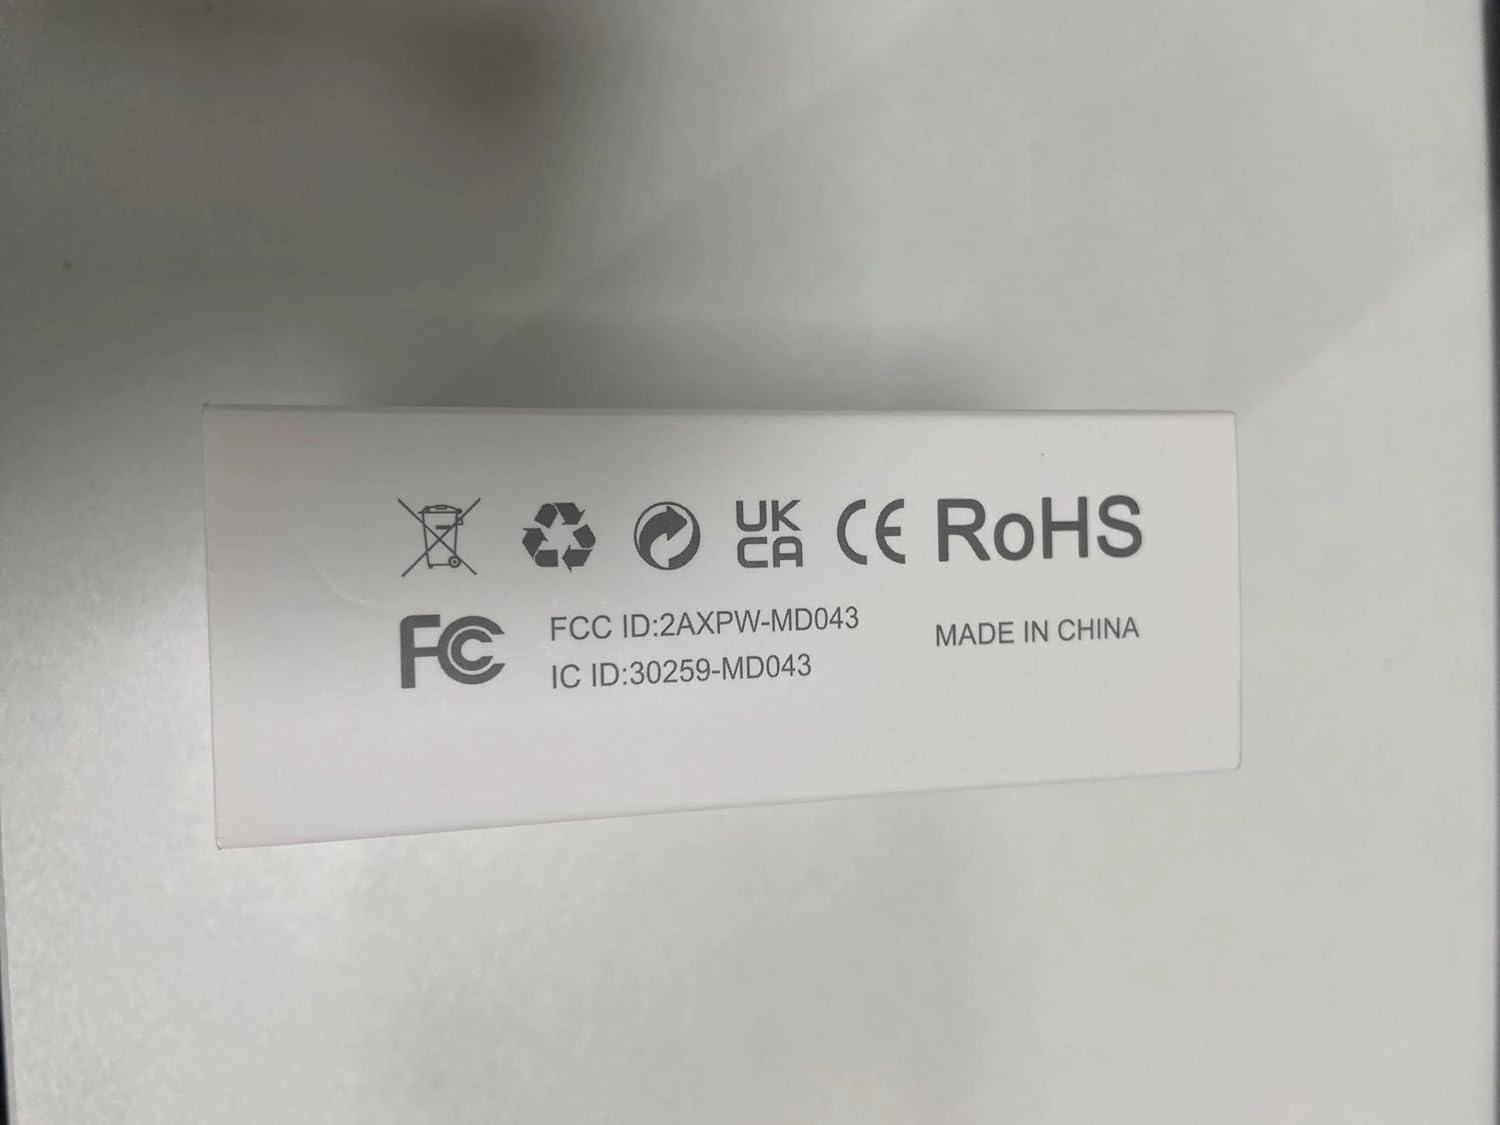 UK
CA CE RoHS
FC FCC ID:2AXPW-MD043
IC ID:30259-MD043
MADE IN CHINA